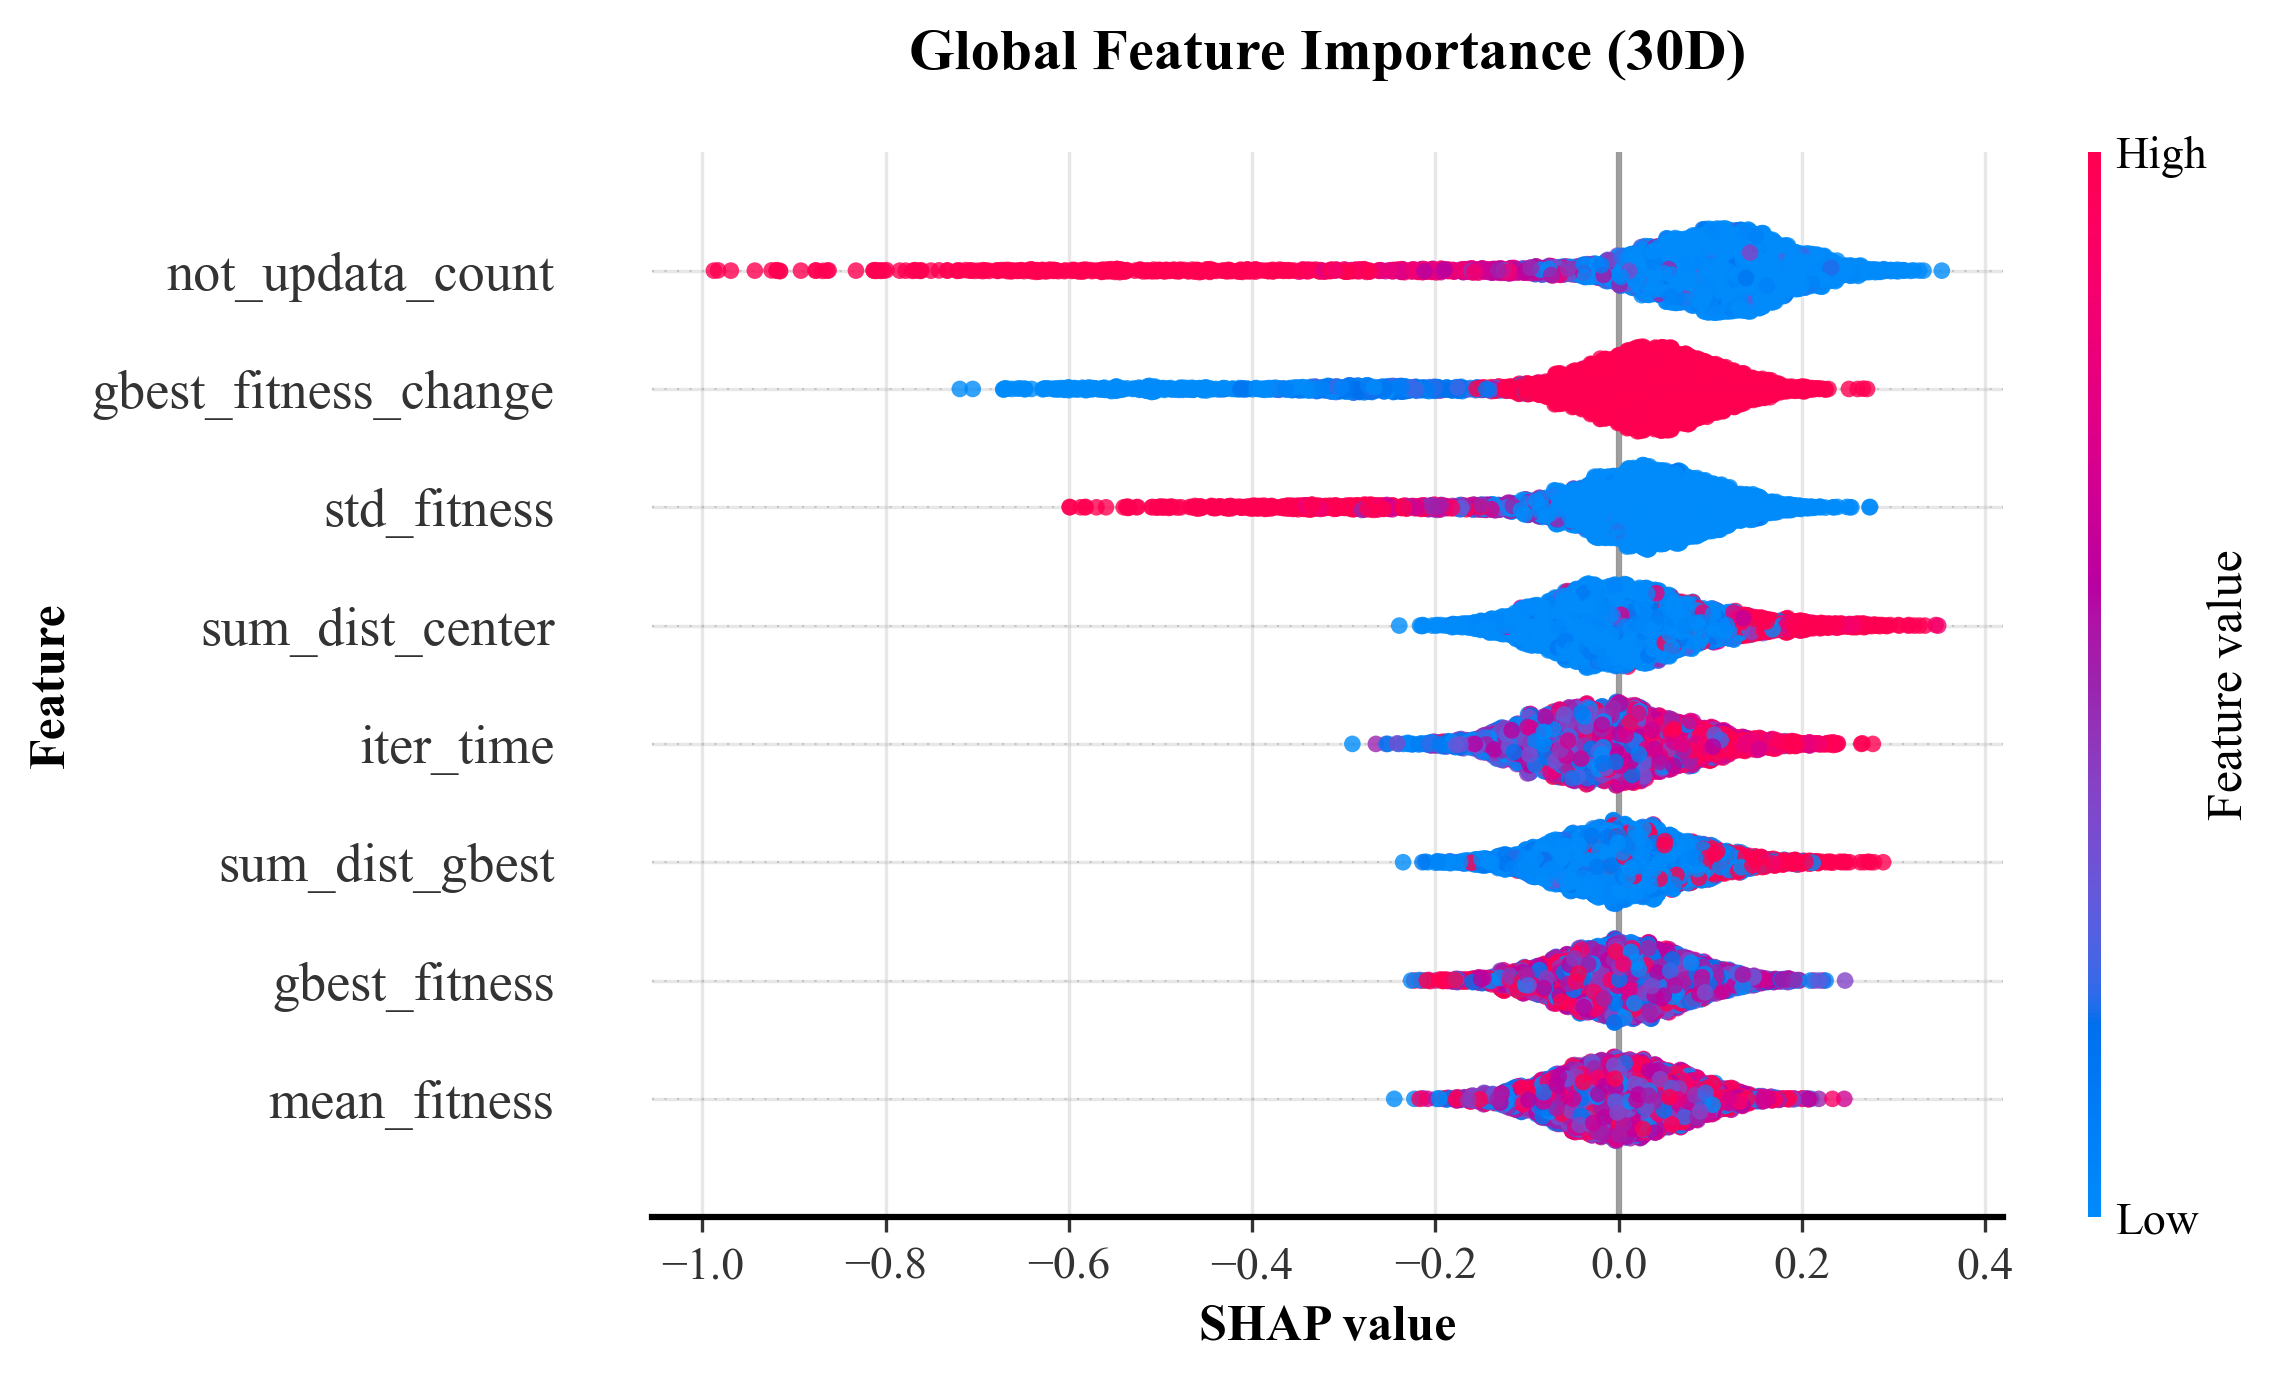 Global Feature Importance (30D)
High
not_updata_count
gbest_fitness_change
std_fitness
sum_dist_center
iter_time
sum_dist_gbest
gbest_fitness
mean_fitness
Feature
Feature value
Low
−1.0 −0.8 −0.6 −0.4 −0.2 0.0 0.2 0.4
SHAP value